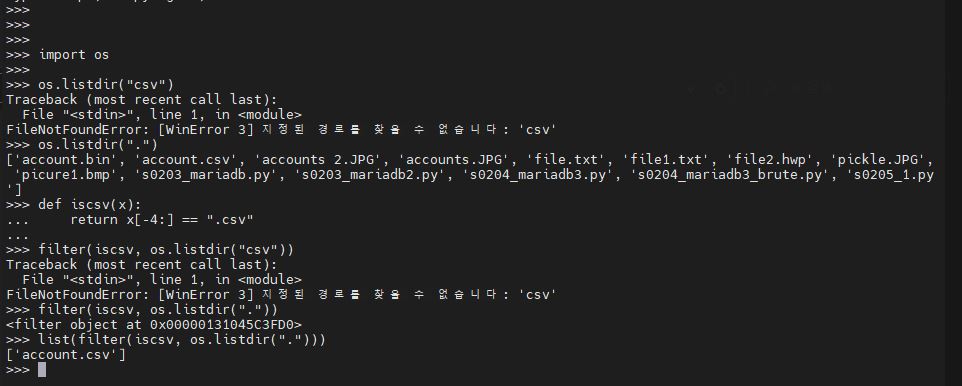 >>>
>>>
>>>
>>> import os
>>>
>>> os.listdir("csv")
Traceback (most recent call last):
  File "<stdin>", line 1, in <module>
FileNotFoundError: [WinError 3] 지정된 경로를 찾을 수 없습니다: 'csv'
>>> os.listdir(".")
['account.bin', 'account.csv', 'accounts 2.JPG', 'accounts.JPG', 'file.txt', 'file1.txt', 'file2.hwp', 'pickle.JPG',
 'picure1.bmp', 's0203_mariadb.py', 's0203_mariadb2.py', 's0204_mariadb3.py', 's0204_mariadb3_brute.py', 's0205_1.py
']
>>> def iscsv(x):
...     return x[-4:] == ".csv"
...
>>> filter(iscsv, os.listdir("csv"))
Traceback (most recent call last):
  File "<stdin>", line 1, in <module>
FileNotFoundError: [WinError 3] 지정된 경로를 찾을 수 없습니다: 'csv'
>>> filter(iscsv, os.listdir("."))
<filter object at 0x00000131045C3FD0>
>>> list(filter(iscsv, os.listdir(".")))
['account.csv']
>>>